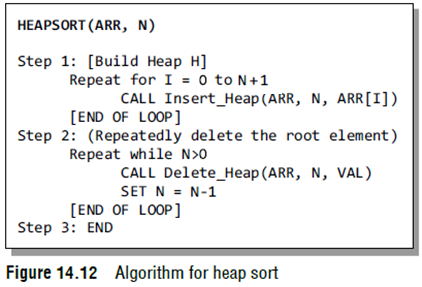 HEAPSORT(ARR, N)
Step 1: [Build Heap H]
Repeat for I = 0 to N+1
CALL Insert_Heap(ARR, N, ARR[I])
[END OF LOOP]
Step 2: (Repeatedly delete the root element)
Repeat while N>0
CALL Delete_Heap(ARR, N, VAL)
SET N = N-1
[END OF LOOP]
Step 3: END
Figure 14.12 Algorithm for heap sort